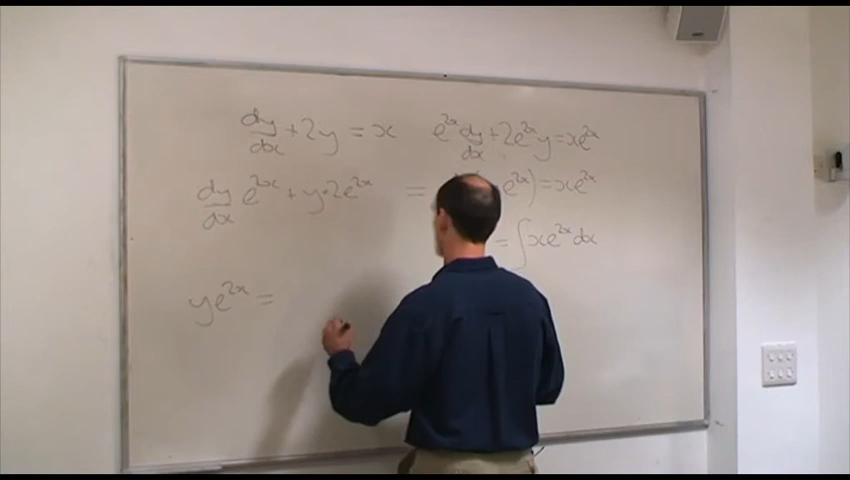 dy/dx + 2y = x
e^2x dy/dx + 2e^2x y = xe^2x
dy/dx e^2x + y·2e^2x
= e^2x) = xe^2x
= ∫ xe^2x dx
ye^2x =